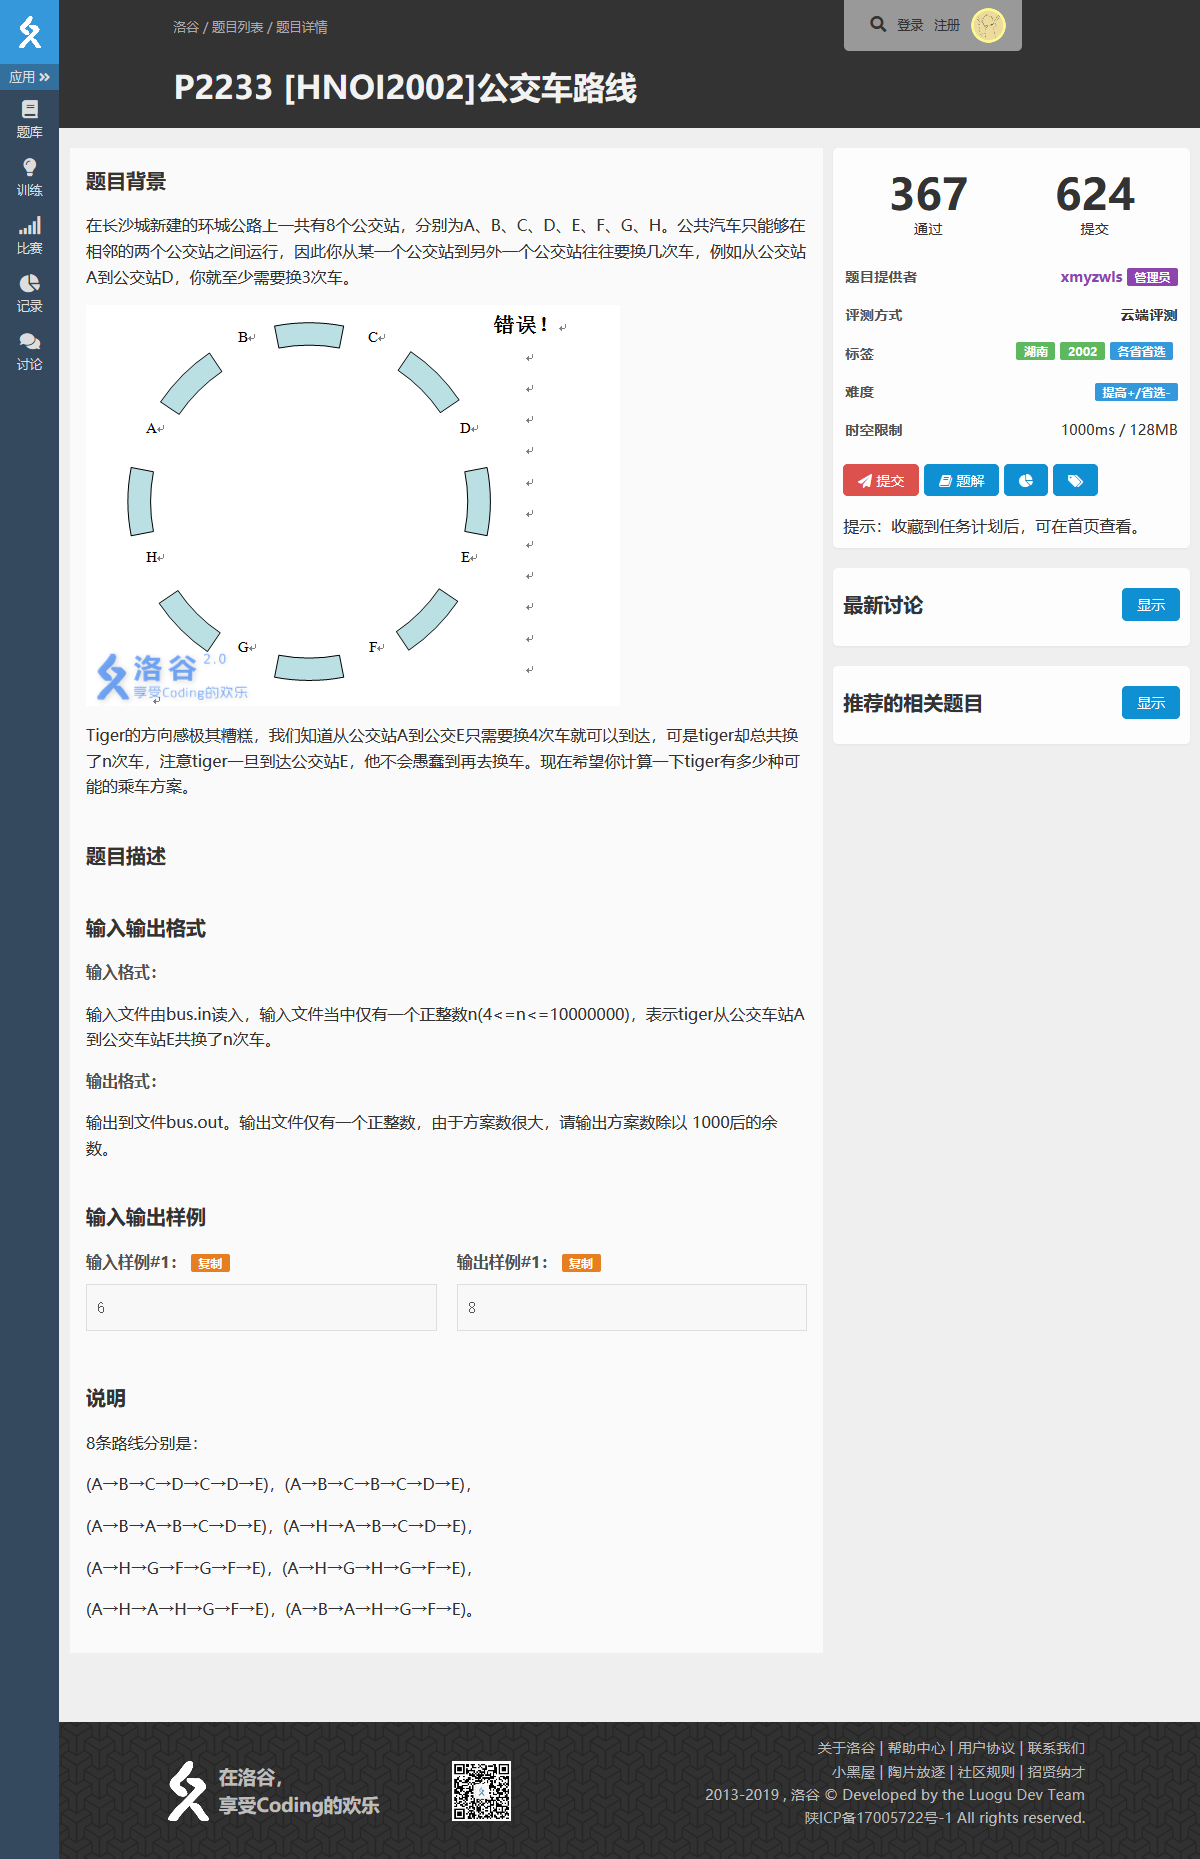 洛谷 / 题目列表 / 题目详情
登录 注册
P2233 [HNOI2002]公交车路线
应用
题库
训练
比赛
记录
讨论
题目背景
在长沙城新建的环城公路上一共有8个公交站，分别为A、B、C、D、E、F、G、H。公共汽车只能够在
相邻的两个公交站之间运行，因此你从某一个公交站到另外一个公交站往往要换几次车，例如从公交站
A到公交站D，你就至少需要换3次车。
错误！
B
C
A
D
H
E
G
F
洛谷 2.0
享受Coding的欢乐
Tiger的方向感极其糟糕，我们知道从公交站A到公交E只需要换4次车就可以到达，可是tiger却总共换
了n次车，注意tiger一旦到达公交站E，他不会愚蠢到再去换车。现在希望你计算一下tiger有多少种可
能的乘车方案。
题目描述
输入输出格式
输入格式：
输入文件由bus.in读入，输入文件当中仅有一个正整数n(4<=n<=10000000)，表示tiger从公交车站A
到公交车站E共换了n次车。
输出格式：
输出到文件bus.out。输出文件仅有一个正整数，由于方案数很大，请输出方案数除以 1000后的余
数。
输入输出样例
输入样例#1： 复制
6
输出样例#1： 复制
8
说明
8条路线分别是：
(A→B→C→D→C→D→E)，(A→B→C→B→C→D→E)，
(A→B→A→B→C→D→E)，(A→H→A→B→C→D→E)，
(A→H→G→F→G→F→E)，(A→H→G→H→G→F→E)，
(A→H→A→H→G→F→E)，(A→B→A→H→G→F→E)。
367
通过
624
提交
题目提供者 xmyzwls 管理员
评测方式 云端评测
标签 湖南 2002 各省省选
难度 提高+/省选-
时空限制 1000ms / 128MB
提交 题解
提示：收藏到任务计划后，可在首页查看。
最新讨论 显示
推荐的相关题目 显示
在洛谷，
享受Coding的欢乐
关于洛谷 | 帮助中心 | 用户协议 | 联系我们
小黑屋 | 陶片放逐 | 社区规则 | 招贤纳才
2013-2019 , 洛谷 © Developed by the Luogu Dev Team
陕ICP备17005722号-1 All rights reserved.